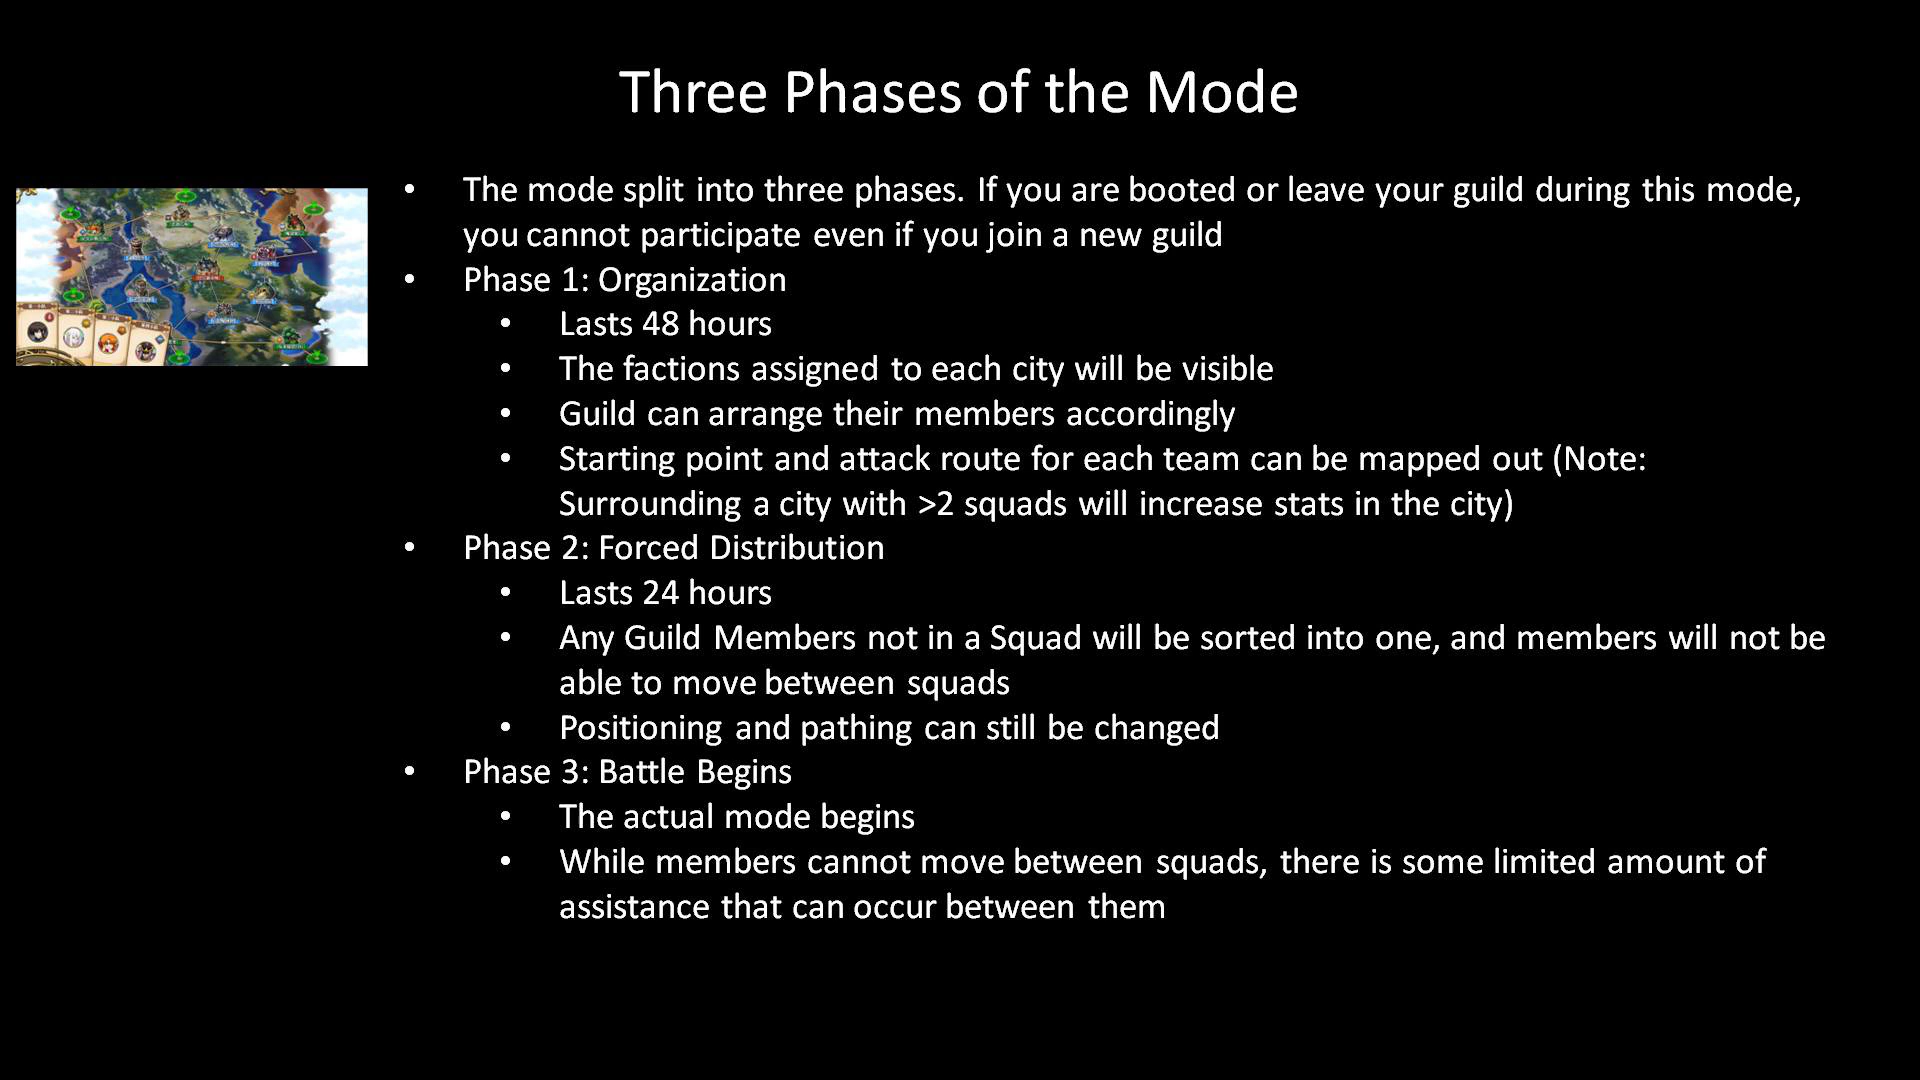 Three Phases of the Mode
• The mode split into three phases. If you are booted or leave your guild during this mode,
you cannot participate even if you join a new guild
• Phase 1: Organization
• Lasts 48 hours
• The factions assigned to each city will be visible
• Guild can arrange their members accordingly
• Starting point and attack route for each team can be mapped out (Note:
Surrounding a city with >2 squads will increase stats in the city)
• Phase 2: Forced Distribution
• Lasts 24 hours
• Any Guild Members not in a Squad will be sorted into one, and members will not be
able to move between squads
• Positioning and pathing can still be changed
• Phase 3: Battle Begins
• The actual mode begins
• While members cannot move between squads, there is some limited amount of
assistance that can occur between them